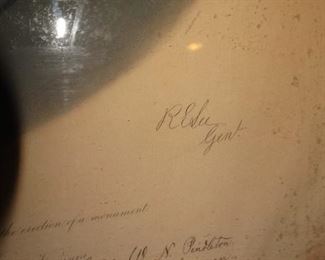 R E Lee
Genl
the erection of a monument
W. N. Pendleton